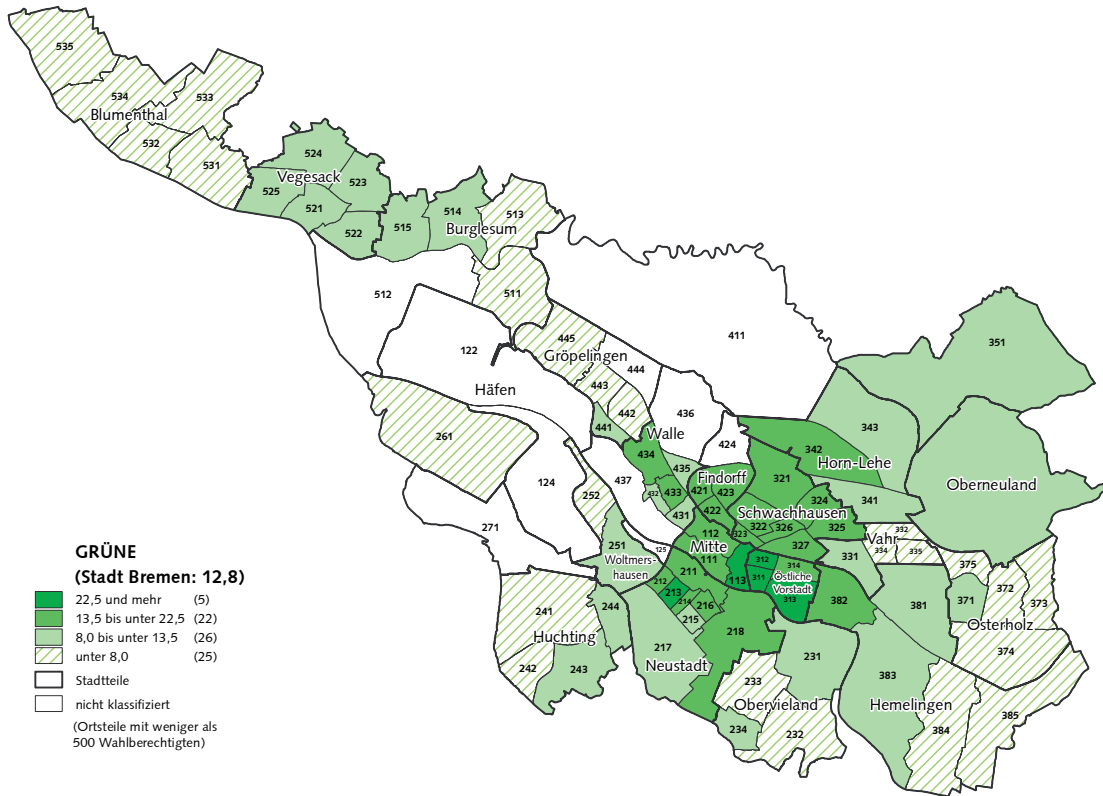 535
534
533
Blumenthal
532
531
524
Vegesack
523
525
521
522
515
514
513
Burglesum
512
511
411
351
122
445
Gröpelingen
444
443
Häfen
442
436
441
Walle
424
343
342
Horn-Lehe
261
434
435
Findorff
321
Oberneuland
124
437
432
433
421
423
324
341
252
431
422
Schwachhausen
271
112
323
322
326
325
332
Vahr
334
335
251
125
Mitte
111
327
331
Woltmers-
hausen
312
314
Östliche
Vorstadt
375
211
113
311
313
372
212
213
214
216
382
381
371
373
241
244
215
Osterholz
Huchting
218
374
217
231
242
243
Neustadt
383
233
Obervieland
Hemelingen
385
234
232
384
GRÜNE
(Stadt Bremen: 12,8)
22,5 und mehr (5)
13,5 bis unter 22,5 (22)
8,0 bis unter 13,5 (26)
unter 8,0 (25)
Stadtteile
nicht klassifiziert
(Ortsteile mit weniger als
500 Wahlberechtigten)